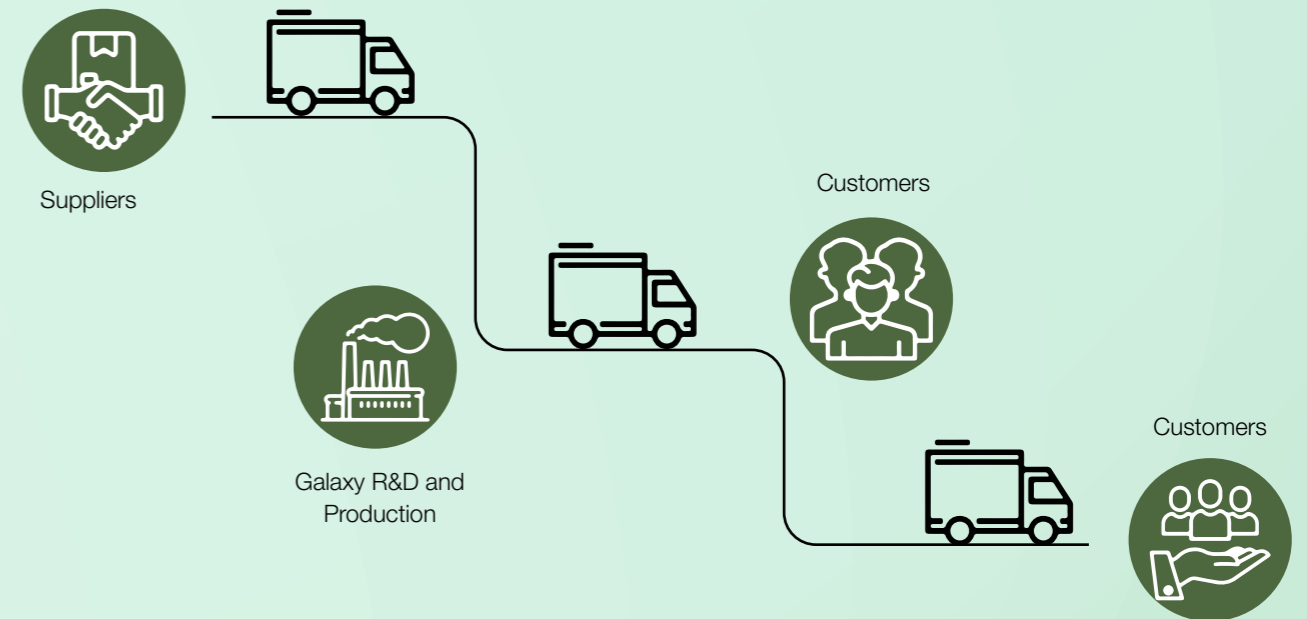 Suppliers
Customers
Galaxy R&D and
Production
Customers